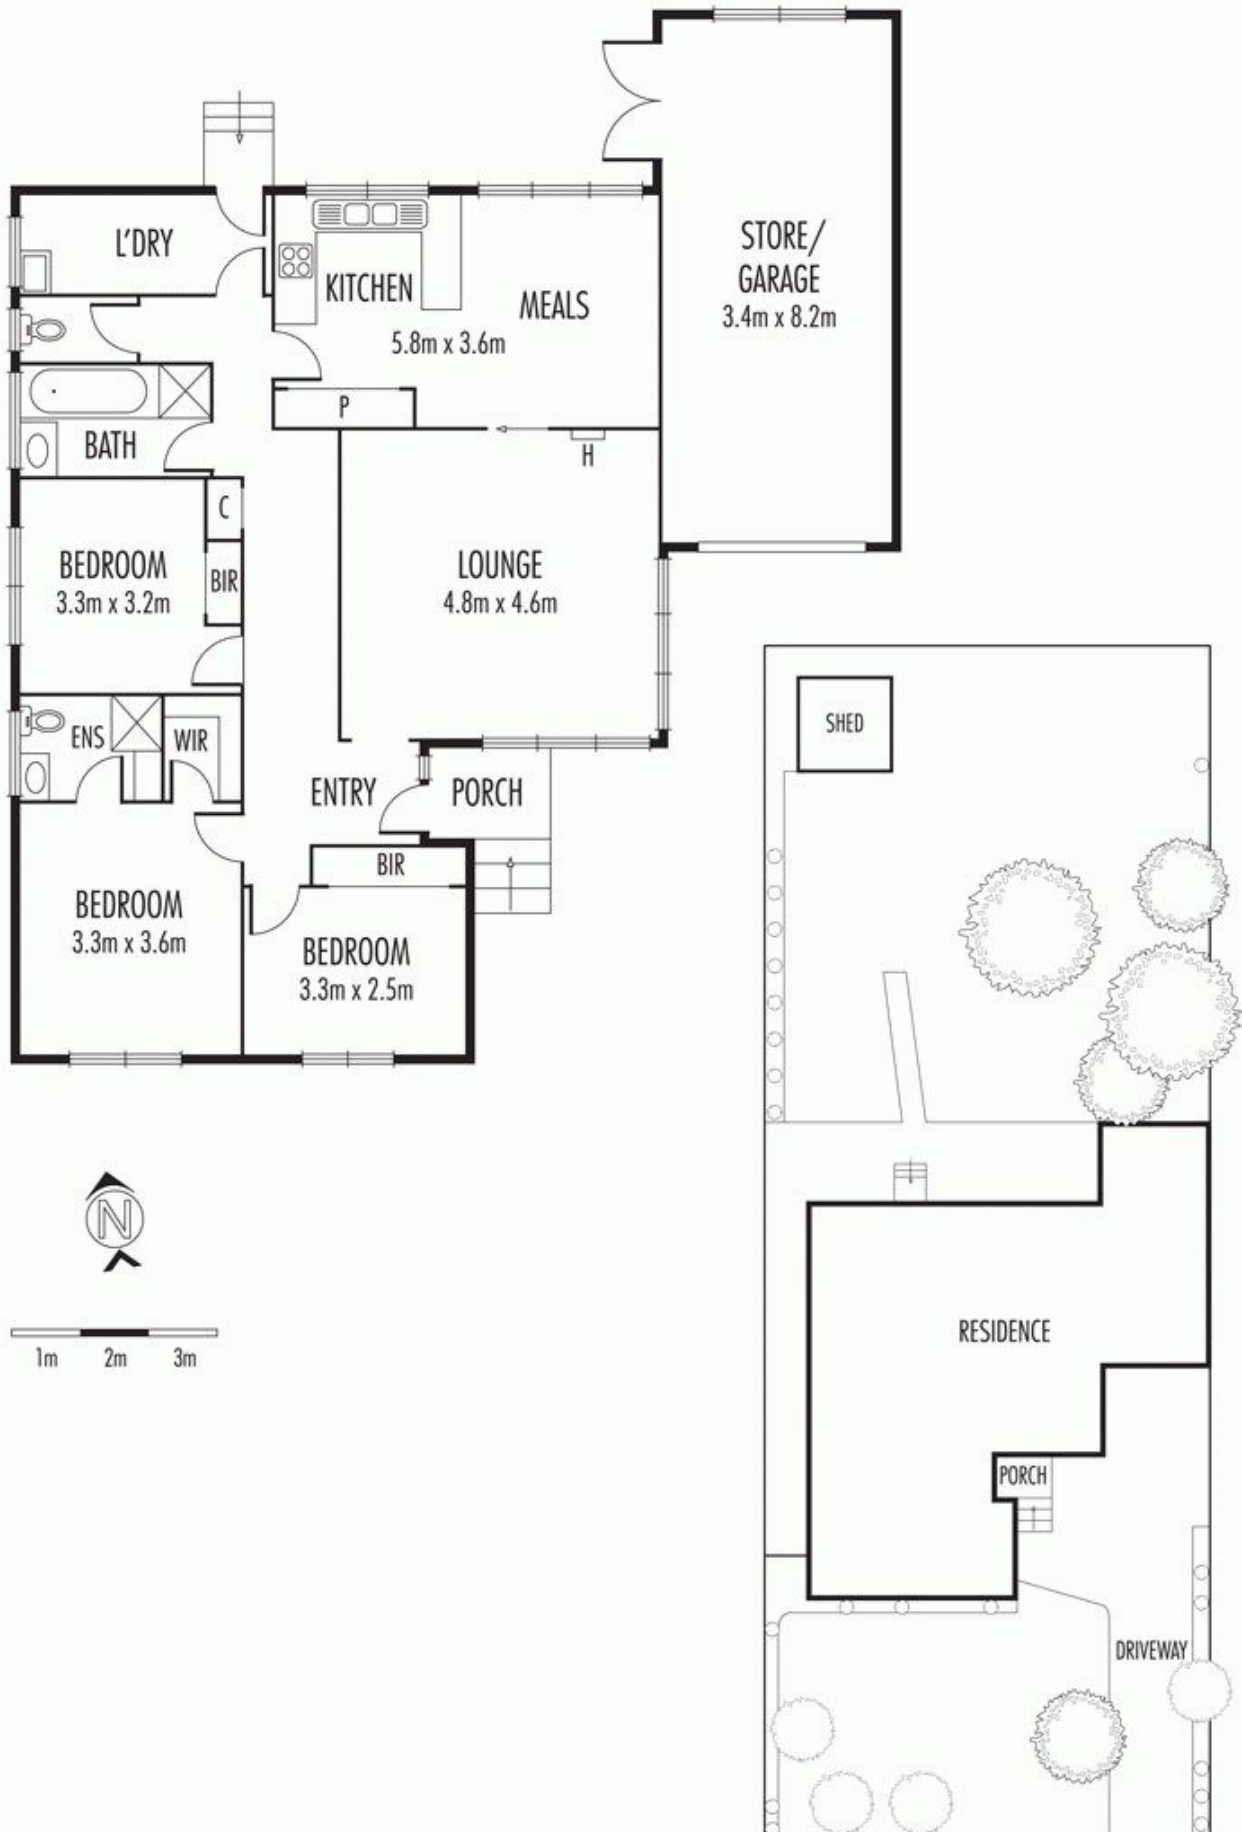 STORE/
GARAGE
3.4m x 8.2m
L'DRY
KITCHEN
MEALS
5.8m x 3.6m
P
BATH
H
C
BEDROOM
3.3m x 3.2m
BIR
LOUNGE
4.8m x 4.6m
ENS
WIR
ENTRY
PORCH
BIR
BEDROOM
3.3m x 3.6m
BEDROOM
3.3m x 2.5m
N
1m 2m 3m
SHED
RESIDENCE
PORCH
DRIVEWAY